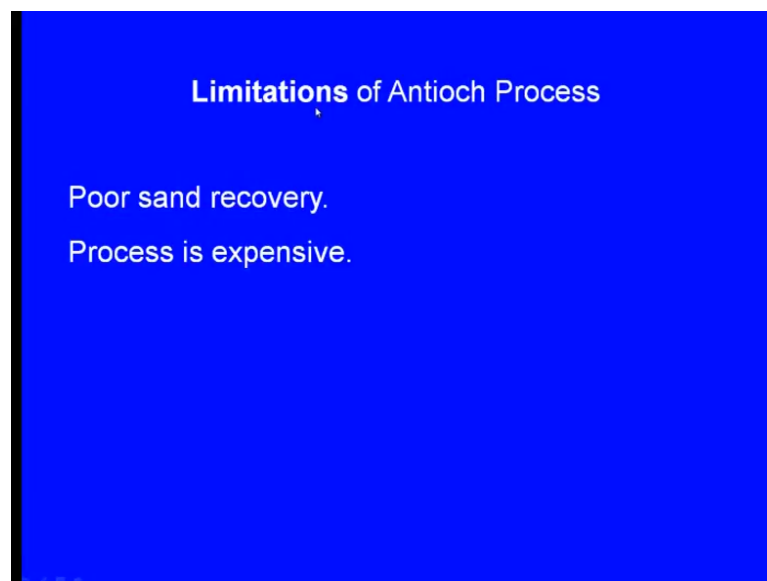 Limitations of Antioch Process
Poor sand recovery.
Process is expensive.